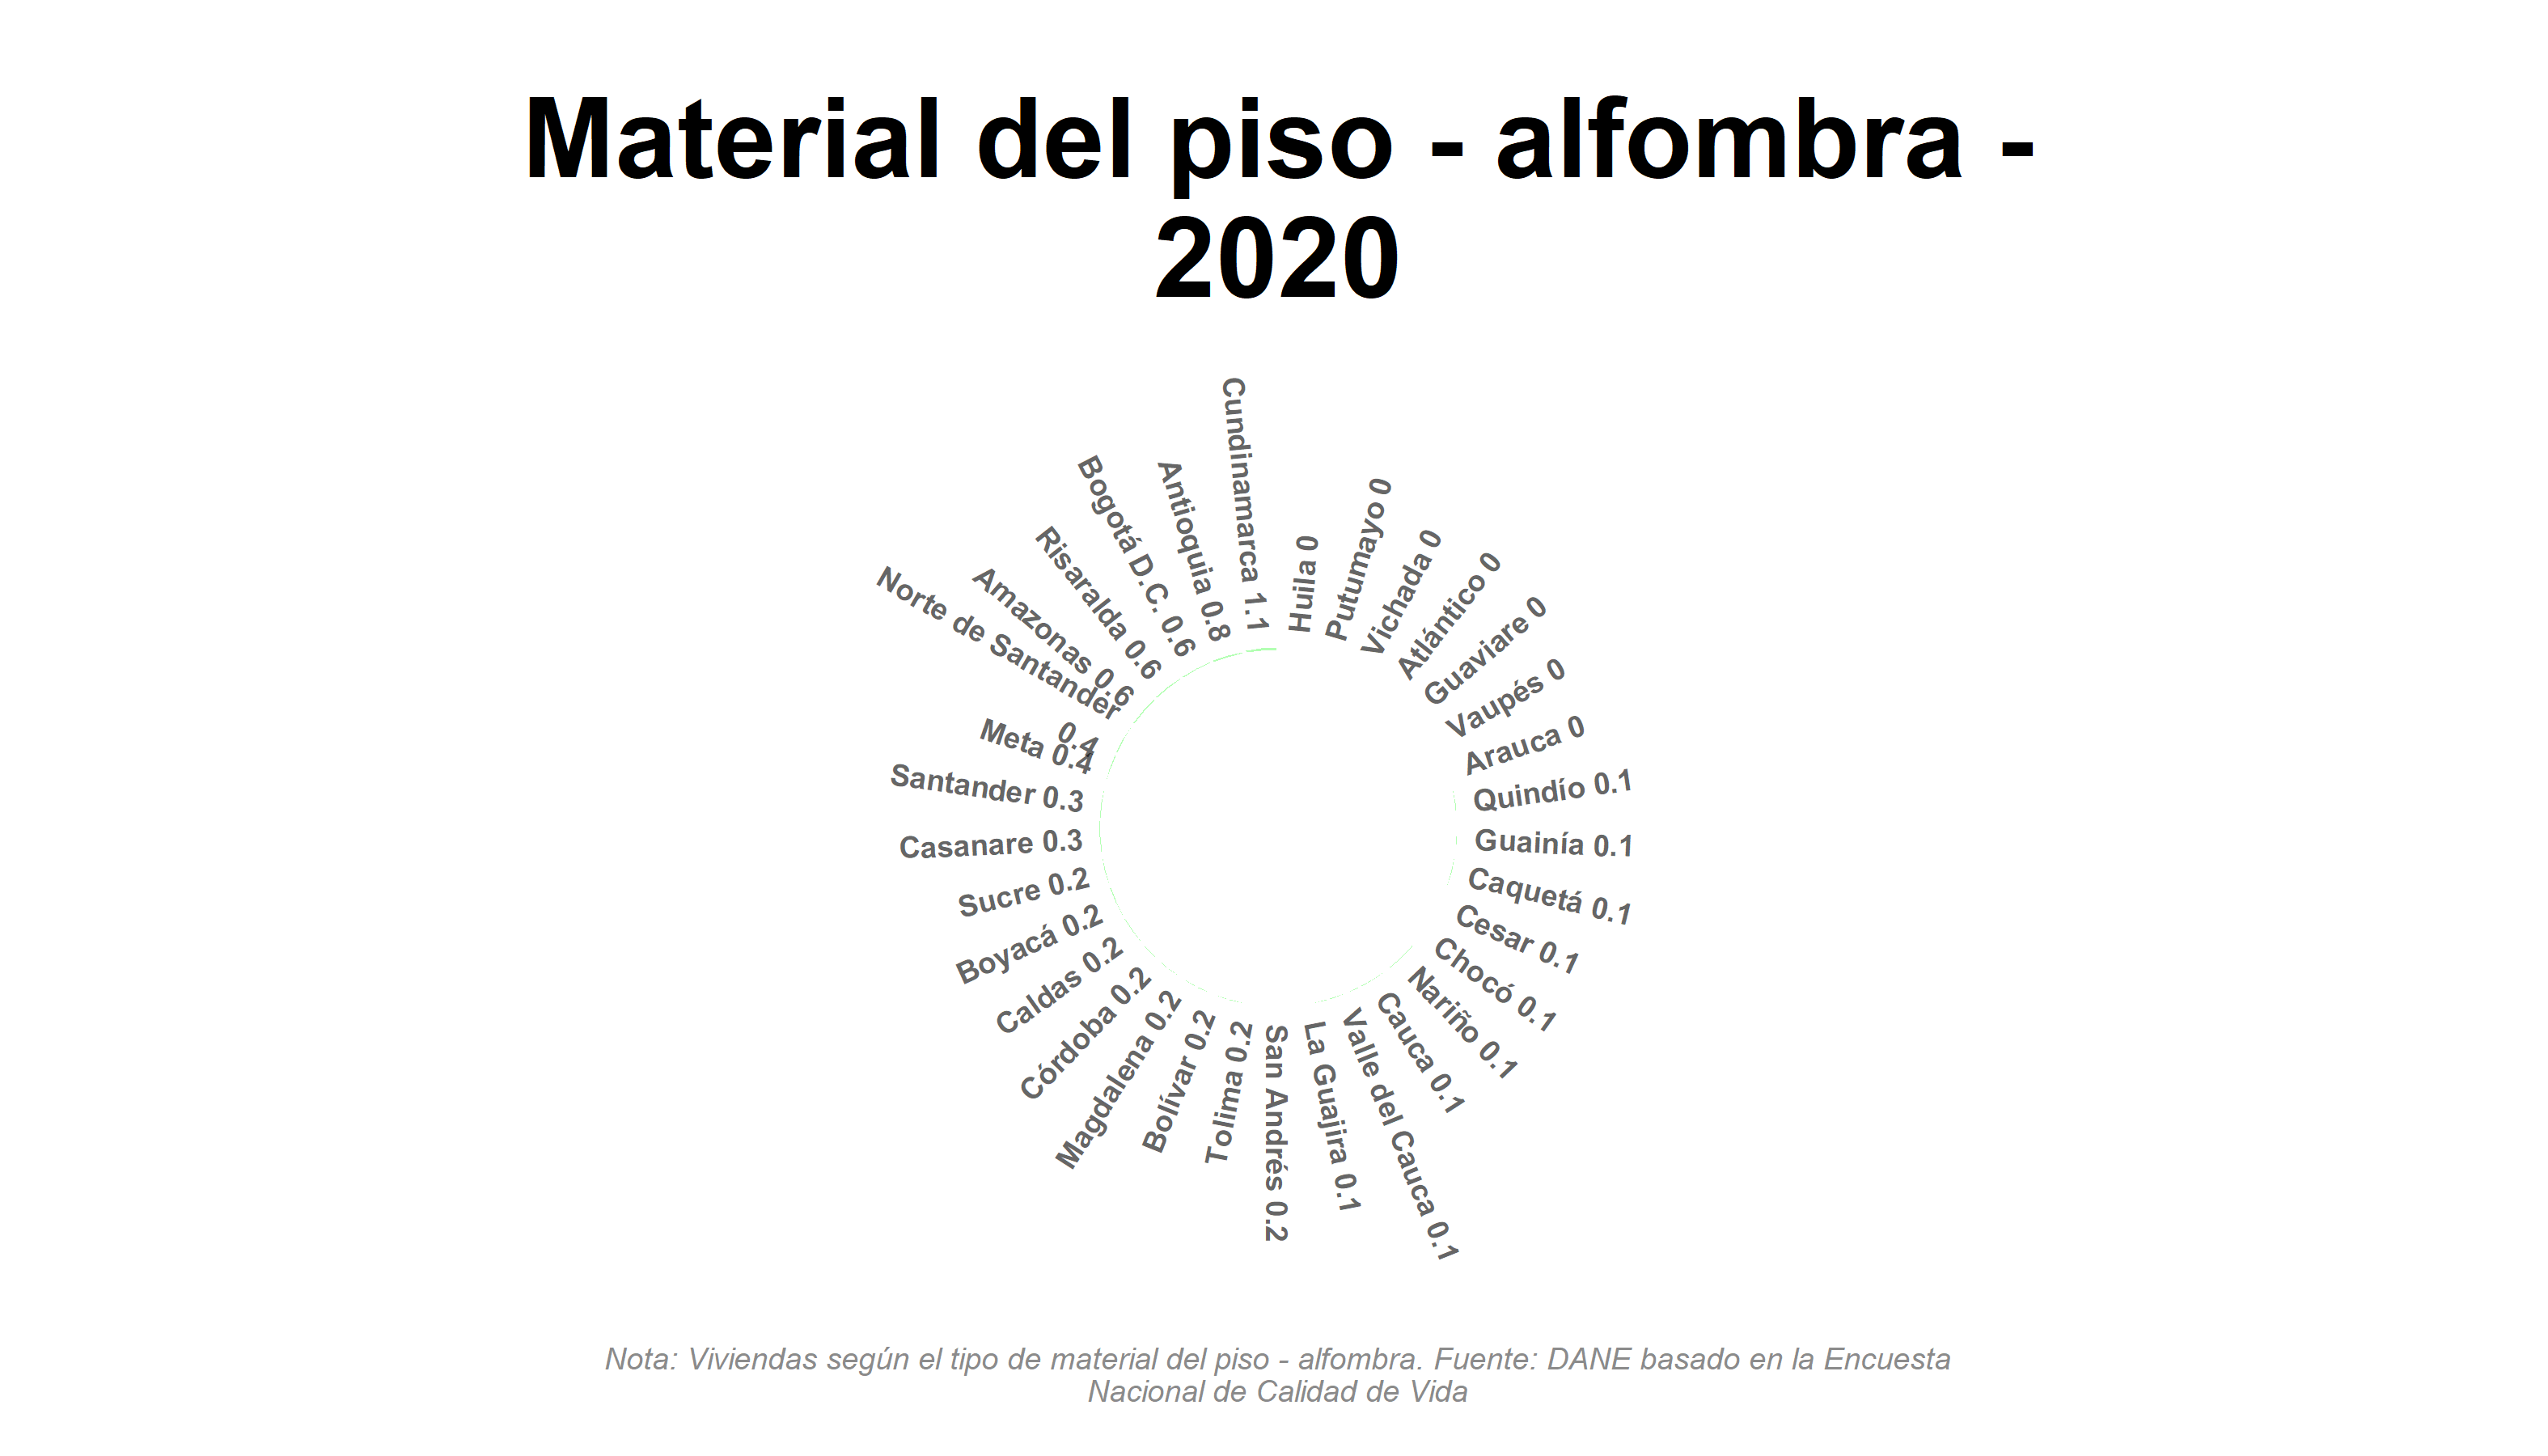 Material del piso - alfombra -
2020
Huila 0
Putumayo 0
Vichada 0
Atlántico 0
Guaviare 0
Vaupés 0
Arauca 0
Quindío 0.1
Guainía 0.1
Caquetá 0.1
Cesar 0.1
Chocó 0.1
Nariño 0.1
Cauca 0.1
Valle del Cauca 0.1
La Guajira 0.1
San Andrés 0.2
Tolima 0.2
Bolívar 0.2
Magdalena 0.2
Córdoba 0.2
Caldas 0.2
Boyacá 0.2
Sucre 0.2
Casanare 0.3
Santander 0.3
Meta 0.4
Norte de Santander
0.4
Amazonas 0.6
Risaralda 0.6
Bogotá D.C. 0.6
Antioquia 0.8
Cundinamarca 1.1
Nota: Viviendas según el tipo de material del piso - alfombra. Fuente: DANE basado en la Encuesta
Nacional de Calidad de Vida